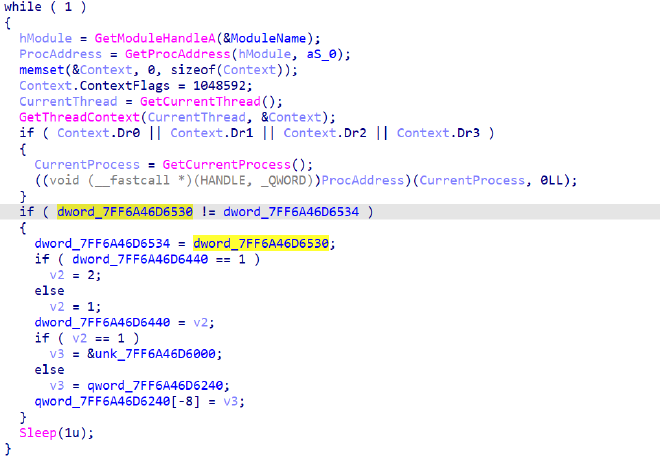 while ( 1 )
{
hModule = GetModuleHandleA(&ModuleName);
ProcAddress = GetProcAddress(hModule, aS_0);
memset(&Context, 0, sizeof(Context));
Context.ContextFlags = 1048592;
CurrentThread = GetCurrentThread();
GetThreadContext(CurrentThread, &Context);
if ( Context.Dr0 || Context.Dr1 || Context.Dr2 || Context.Dr3 )
{
CurrentProcess = GetCurrentProcess();
((void (__fastcall *)(HANDLE, _QWORD))ProcAddress)(CurrentProcess, 0LL);
}
if ( dword_7FF6A46D6530 != dword_7FF6A46D6534 )
{
dword_7FF6A46D6534 = dword_7FF6A46D6530;
if ( dword_7FF6A46D6440 == 1 )
v2 = 2;
else
v2 = 1;
dword_7FF6A46D6440 = v2;
if ( v2 == 1 )
v3 = &unk_7FF6A46D6000;
else
v3 = qword_7FF6A46D6240;
qword_7FF6A46D6240[-8] = v3;
}
Sleep(1u);
}